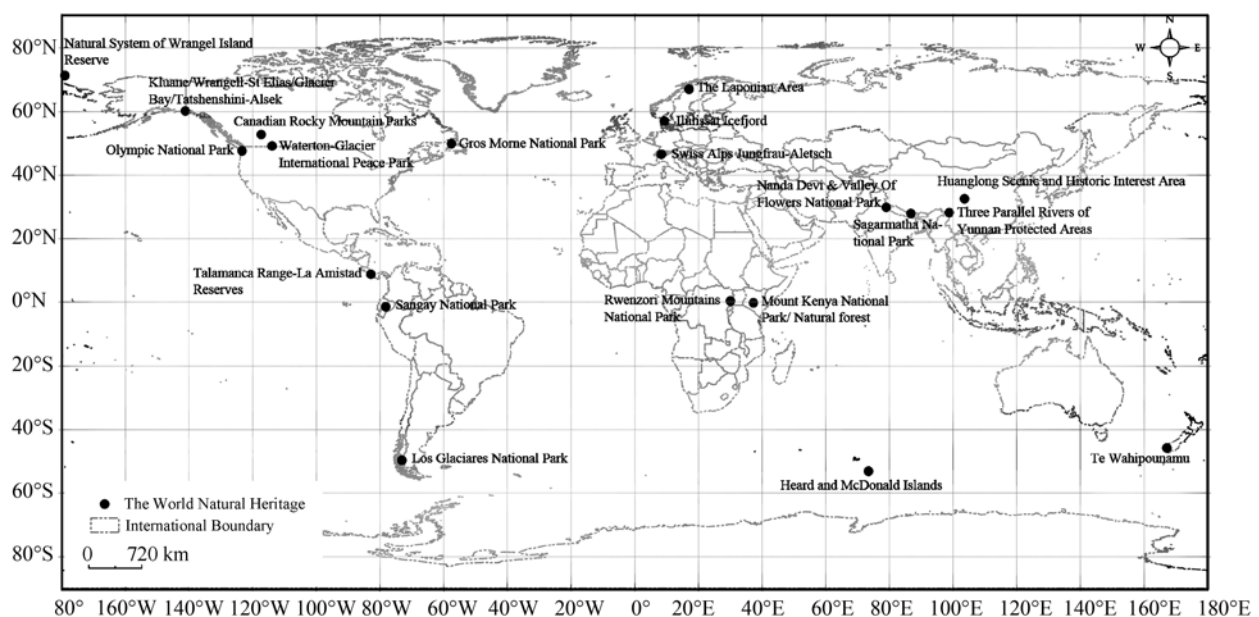 N
W E
S
80°N
60°N
40°N
20°N
0°N
20°S
40°S
60°S
80°S
Natural System of Wrangel Island
Reserve
Kluane/Wrangell-St Elias/Glacier
Bay/Tatshenshini-Alsek
Canadian Rocky Mountain Parks
Olympic National Park
Waterton-Glacier
International Peace Park
Gros Morne National Park
The Laponian Area
Ilulissat Icefjord
Swiss Alps Jungfrau-Aletsch
Nanda Devi & Valley Of
Flowers National Park
Huanglong Scenic and Historic Interest Area
Sagarmatha Na-
tional Park
Three Parallel Rivers of
Yunnan Protected Areas
Talamanca Range-La Amistad
Reserves
Sangay National Park
Rwenzori Mountains
National Park
Mount Kenya National
Park/ Natural forest
Los Glaciares National Park
Heard and McDonald Islands
Te Wahipounamu
The World Natural Heritage
International Boundary
0 720 km
80° 160°W 140°W 120°W 100°W 80°W 60°W 40°W 20°W 0° 20°E 40°E 60°E 80°E 100°E 120°E 140°E 160°E 180°E